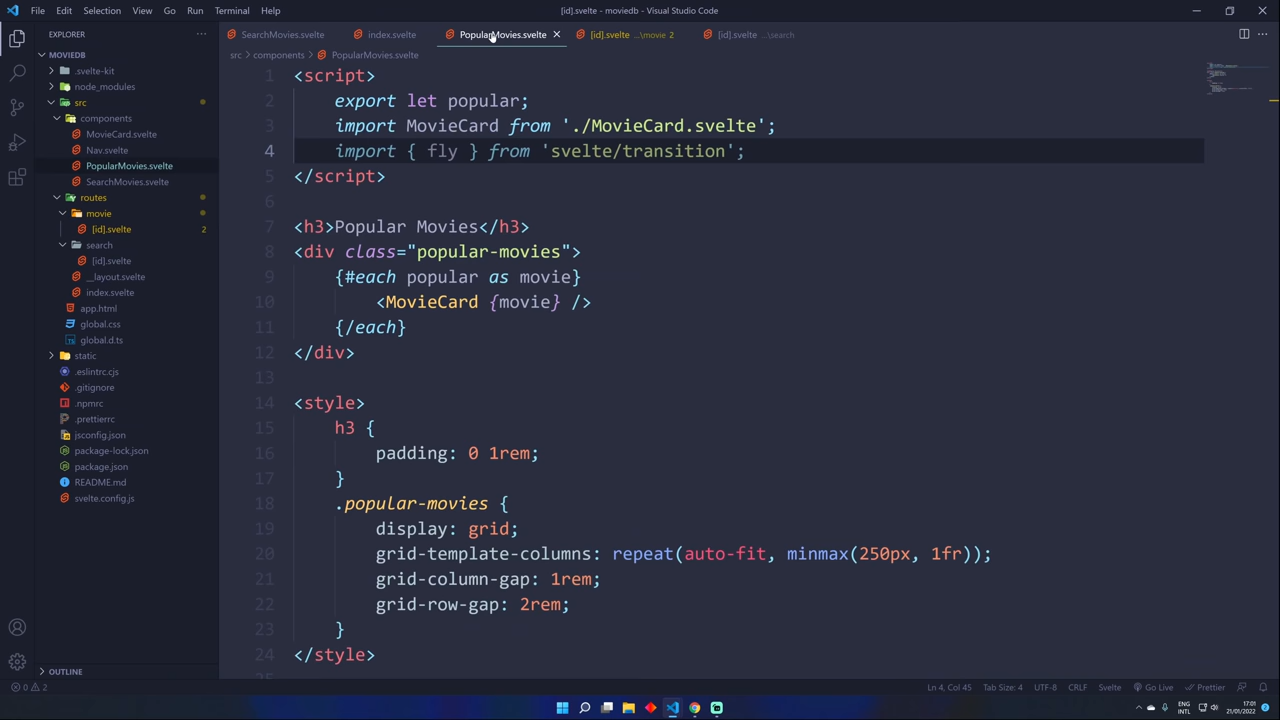 File Edit Selection View Go Run Terminal Help
[id].svelte - moviedb - Visual Studio Code
EXPLORER
MOVIEDB
.svelte-kit
node_modules
src
components
MovieCard.svelte
Nav.svelte
PopularMovies.svelte
SearchMovies.svelte
routes
movie
[id].svelte 2
search
[id].svelte
__layout.svelte
index.svelte
app.html
global.css
global.d.ts
static
.eslintrc.cjs
.gitignore
.npmrc
.prettierrc
jsconfig.json
package-lock.json
package.json
README.md
svelte.config.js
OUTLINE
SearchMovies.svelte index.svelte PopularMovies.svelte [id].svelte ...\movie 2 [id].svelte ...\search
src > components > PopularMovies.svelte
1 <script>
2 export let popular;
3 import MovieCard from './MovieCard.svelte';
4 import { fly } from 'svelte/transition';
5 </script>
6
7 <h3>Popular Movies</h3>
8 <div class="popular-movies">
9 {#each popular as movie}
10 <MovieCard {movie} />
11 {/each}
12 </div>
13
14 <style>
15 h3 {
16 padding: 0 1rem;
17 }
18 .popular-movies {
19 display: grid;
20 grid-template-columns: repeat(auto-fit, minmax(250px, 1fr));
21 grid-column-gap: 1rem;
22 grid-row-gap: 2rem;
23 }
24 </style>
0 2
Ln 4, Col 45 Tab Size: 4 UTF-8 CRLF Svelte Go Live Prettier
ENG
INTL
17:01
21/01/2022